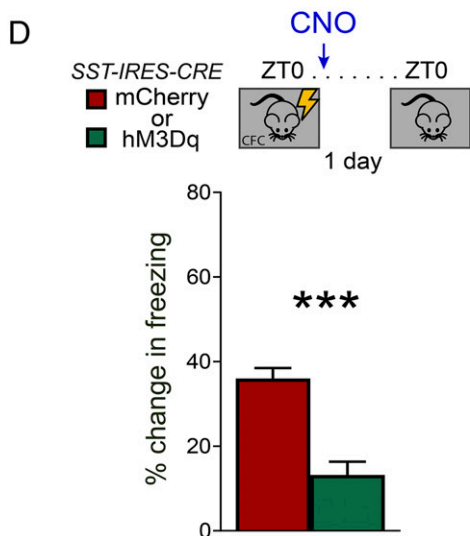 D
CNO
SST-IRES-CRE
ZT0 . . . . . . . ZT0
mCherry
or
hM3Dq
CFC
1 day
% change in freezing
80
60
40
20
0
***